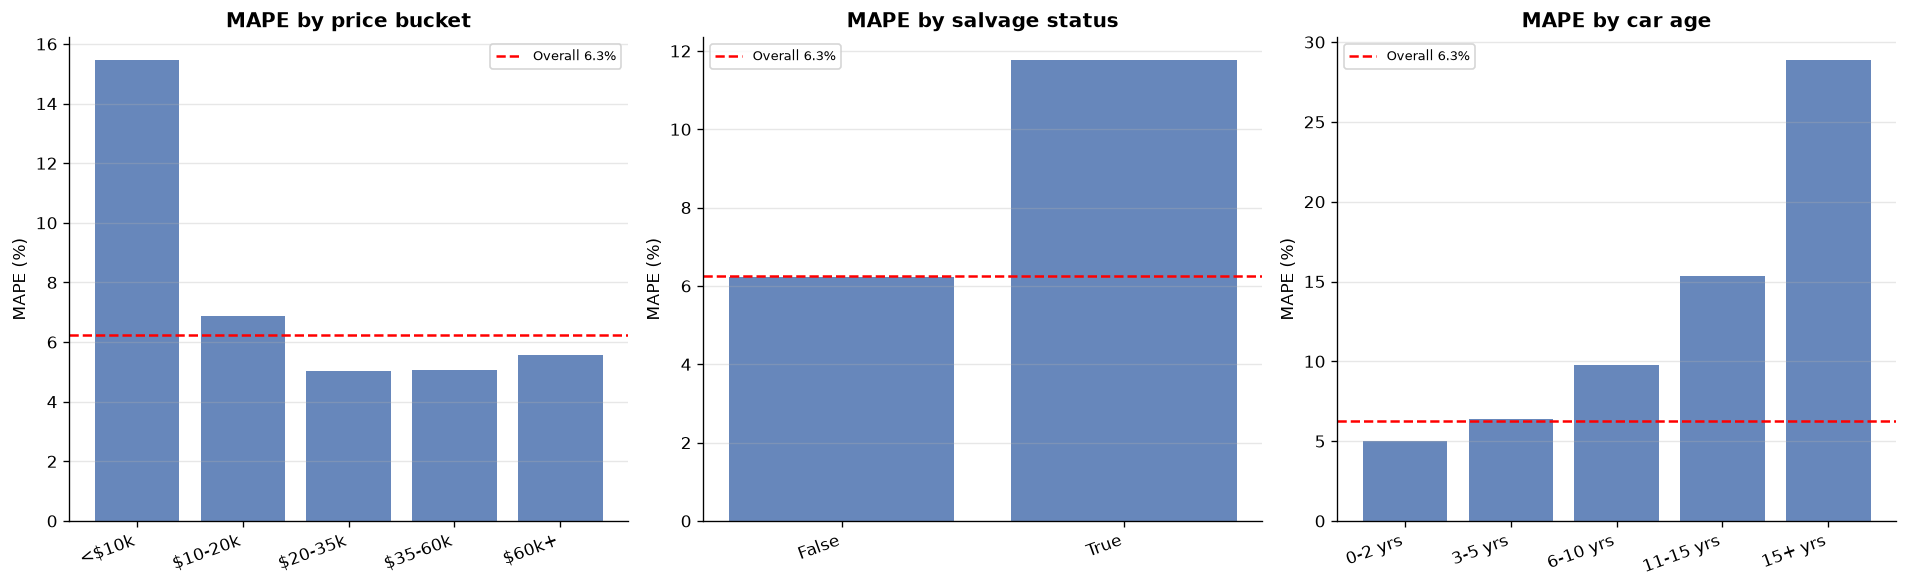 MAPE by price bucket
MAPE (%)
16
14
12
10
8
6
4
2
0
Overall 6.3%
<$10k
$10-20k
$20-35k
$35-60k
$60k+
MAPE by salvage status
MAPE (%)
12
10
8
6
4
2
0
Overall 6.3%
False
True
MAPE by car age
MAPE (%)
30
25
20
15
10
5
0
Overall 6.3%
0-2 yrs
3-5 yrs
6-10 yrs
11-15 yrs
15+ yrs